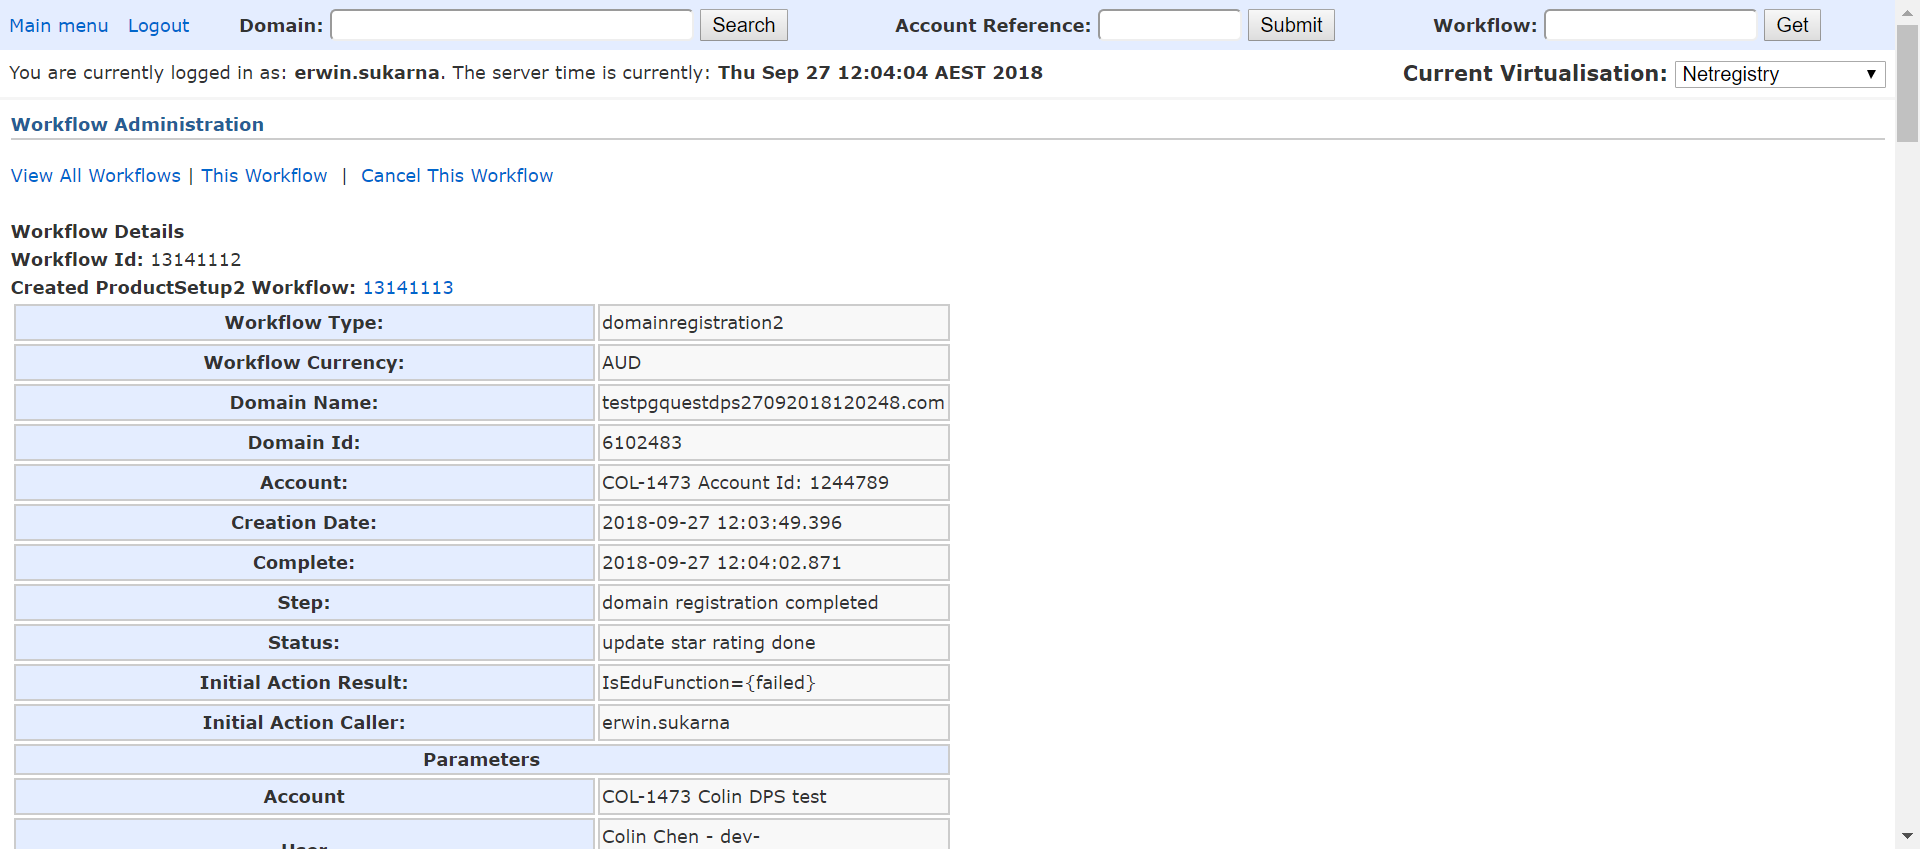 Main menu Logout Domain: Search Account Reference: Submit Workflow: Get
You are currently logged in as: erwin.sukarna. The server time is currently: Thu Sep 27 12:04:04 AEST 2018 Current Virtualisation: Netregistry
Workflow Administration
View All Workflows | This Workflow | Cancel This Workflow
Workflow Details
Workflow Id: 13141112
Created ProductSetup2 Workflow: 13141113
Workflow Type: domainregistration2
Workflow Currency: AUD
Domain Name: testpgquestdps27092018120248.com
Domain Id: 6102483
Account: COL-1473 Account Id: 1244789
Creation Date: 2018-09-27 12:03:49.396
Complete: 2018-09-27 12:04:02.871
Step: domain registration completed
Status: update star rating done
Initial Action Result: IsEduFunction={failed}
Initial Action Caller: erwin.sukarna
Parameters
Account COL-1473 Colin DPS test
User Colin Chen - dev-